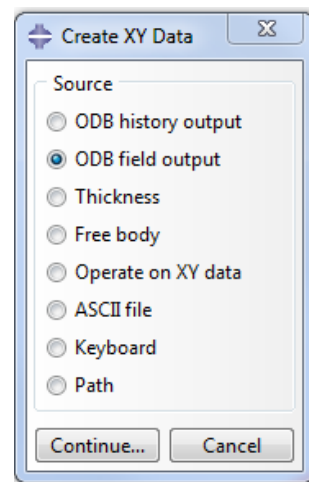 Create XY Data
Source
ODB history output
ODB field output
Thickness
Free body
Operate on XY data
ASCII file
Keyboard
Path
Continue... Cancel